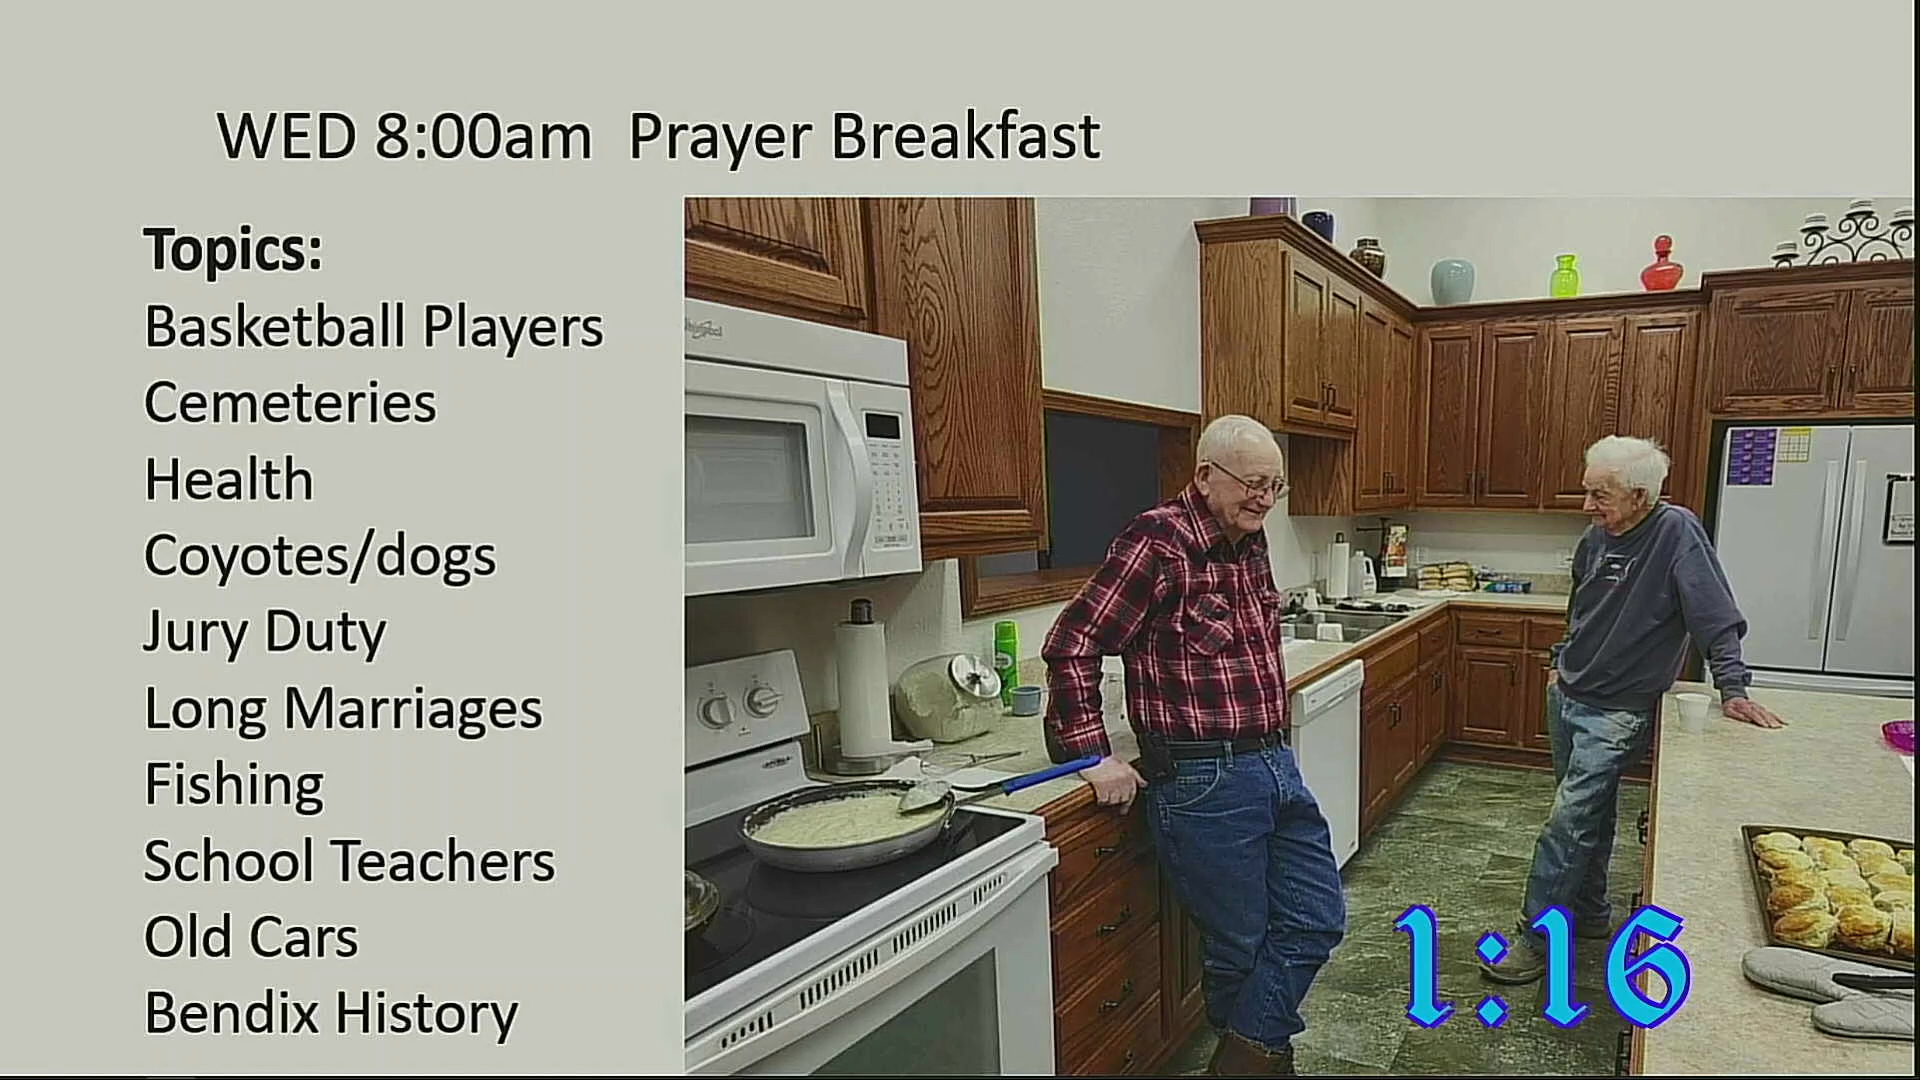 WED 8:00am Prayer Breakfast
Topics:
Basketball Players
Cemeteries
Health
Coyotes/dogs
Jury Duty
Long Marriages
Fishing
School Teachers
Old Cars
Bendix History
Whirlpool
1:16